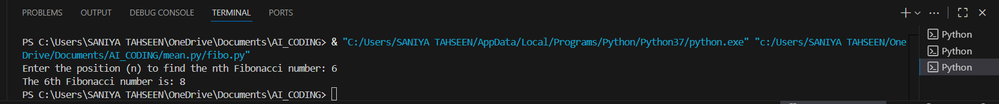 PROBLEMS OUTPUT DEBUG CONSOLE TERMINAL PORTS
PS C:\Users\SANIYA TAHSEEN\OneDrive\Documents\AI_CODING> & "C:/Users/SANIYA TAHSEEN/AppData/Local/Programs/Python/Python37/python.exe" "c:/Users/SANIYA TAHSEEN/One
Drive/Documents/AI_CODING/mean.py/fibo.py"
Enter the position (n) to find the nth Fibonacci number: 6
The 6th Fibonacci number is: 8
PS C:\Users\SANIYA TAHSEEN\OneDrive\Documents\AI_CODING>
Python
Python
Python